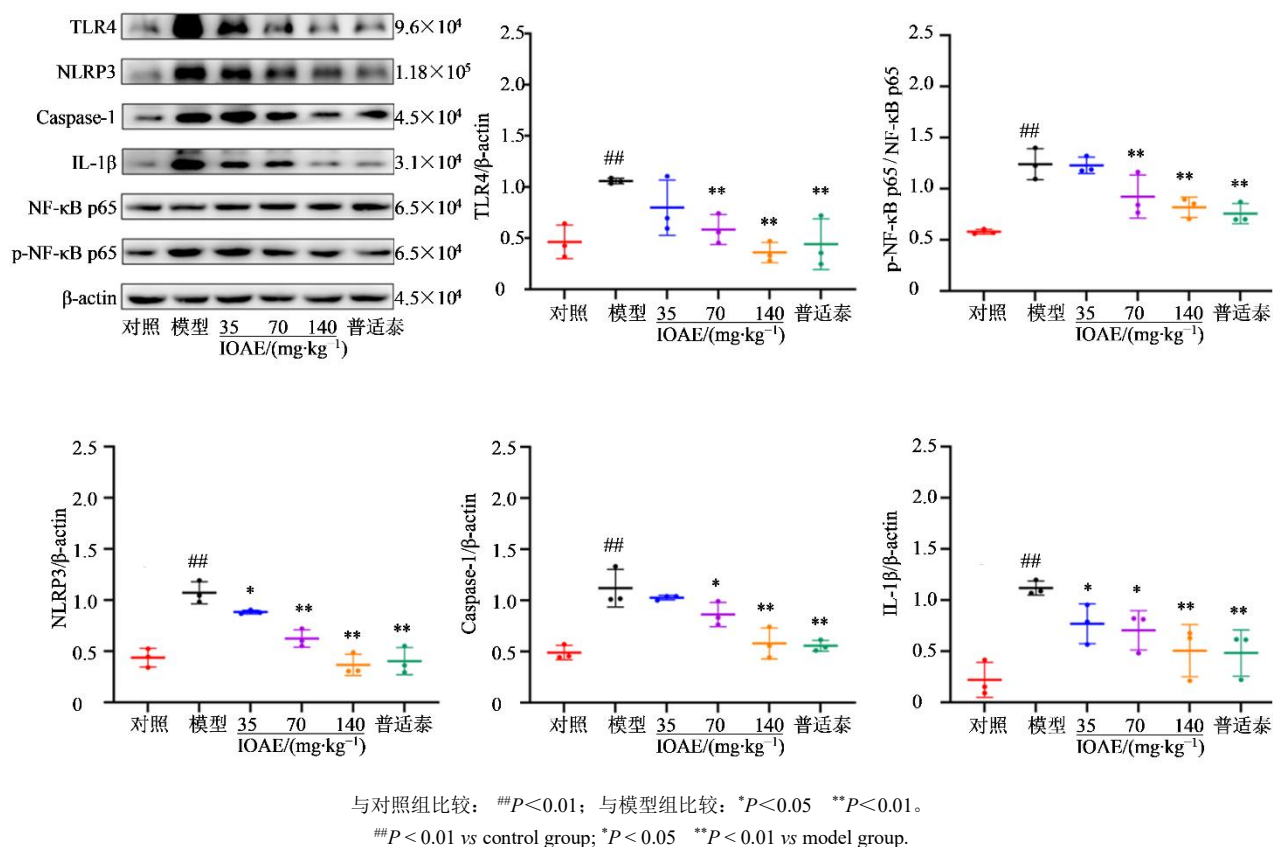 TLR4 9.6×10⁴
NLRP3 1.18×10⁵
Caspase-1 4.5×10⁴
IL-1β 3.1×10⁴
NF-κB p65 6.5×10⁴
p-NF-κB p65 6.5×10⁴
β-actin 4.5×10⁴
对照 模型 35 70 140 普适泰
IOAE/(mg·kg⁻¹)
TLR4/β-actin
2.5
2.0
1.5
1.0
0.5
0
## ** ** **
对照 模型 35 70 140 普适泰
IOAE/(mg·kg⁻¹)
p-NF-κB p65 / NF-κB p65
2.5
2.0
1.5
1.0
0.5
0
## ** ** **
对照 模型 35 70 140 普适泰
IOAE/(mg·kg⁻¹)
NLRP3/β-actin
2.5
2.0
1.5
1.0
0.5
0
## * ** ** **
对照 模型 35 70 140 普适泰
IOAE/(mg·kg⁻¹)
Caspase-1/β-actin
2.5
2.0
1.5
1.0
0.5
0
## * ** **
对照 模型 35 70 140 普适泰
IOAE/(mg·kg⁻¹)
IL-1β/β-actin
2.5
2.0
1.5
1.0
0.5
0
## * * ** **
对照 模型 35 70 140 普适泰
IOAE/(mg·kg⁻¹)
与对照组比较： ##P＜0.01；与模型组比较：*P＜0.05 **P＜0.01。
##P < 0.01 vs control group; *P < 0.05 **P < 0.01 vs model group.